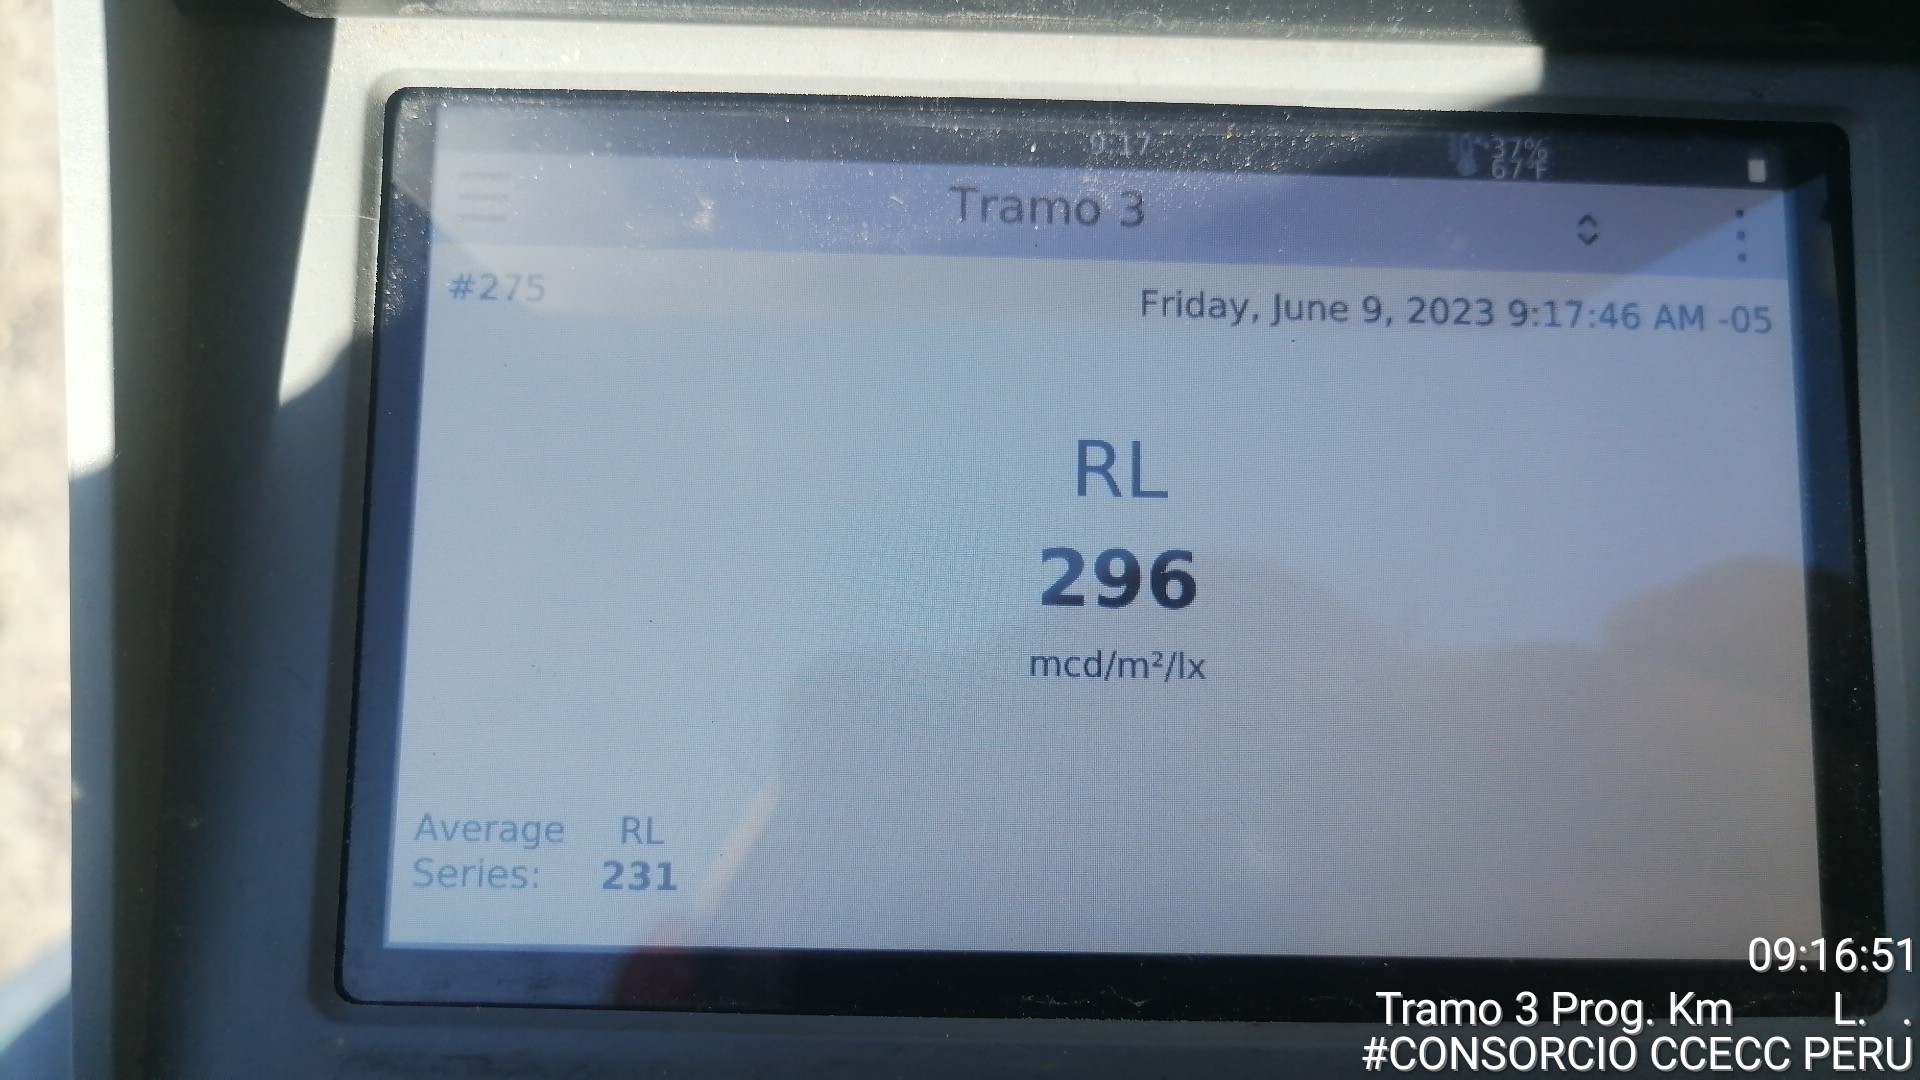 9:17
37%
67°F
Tramo 3
#275
Friday, June 9, 2023 9:17:46 AM -05
RL
296
mcd/m²/lx
Average RL
Series: 231
09:16:51
Tramo 3 Prog. Km L. .
#CONSORCIO CCECC PERU